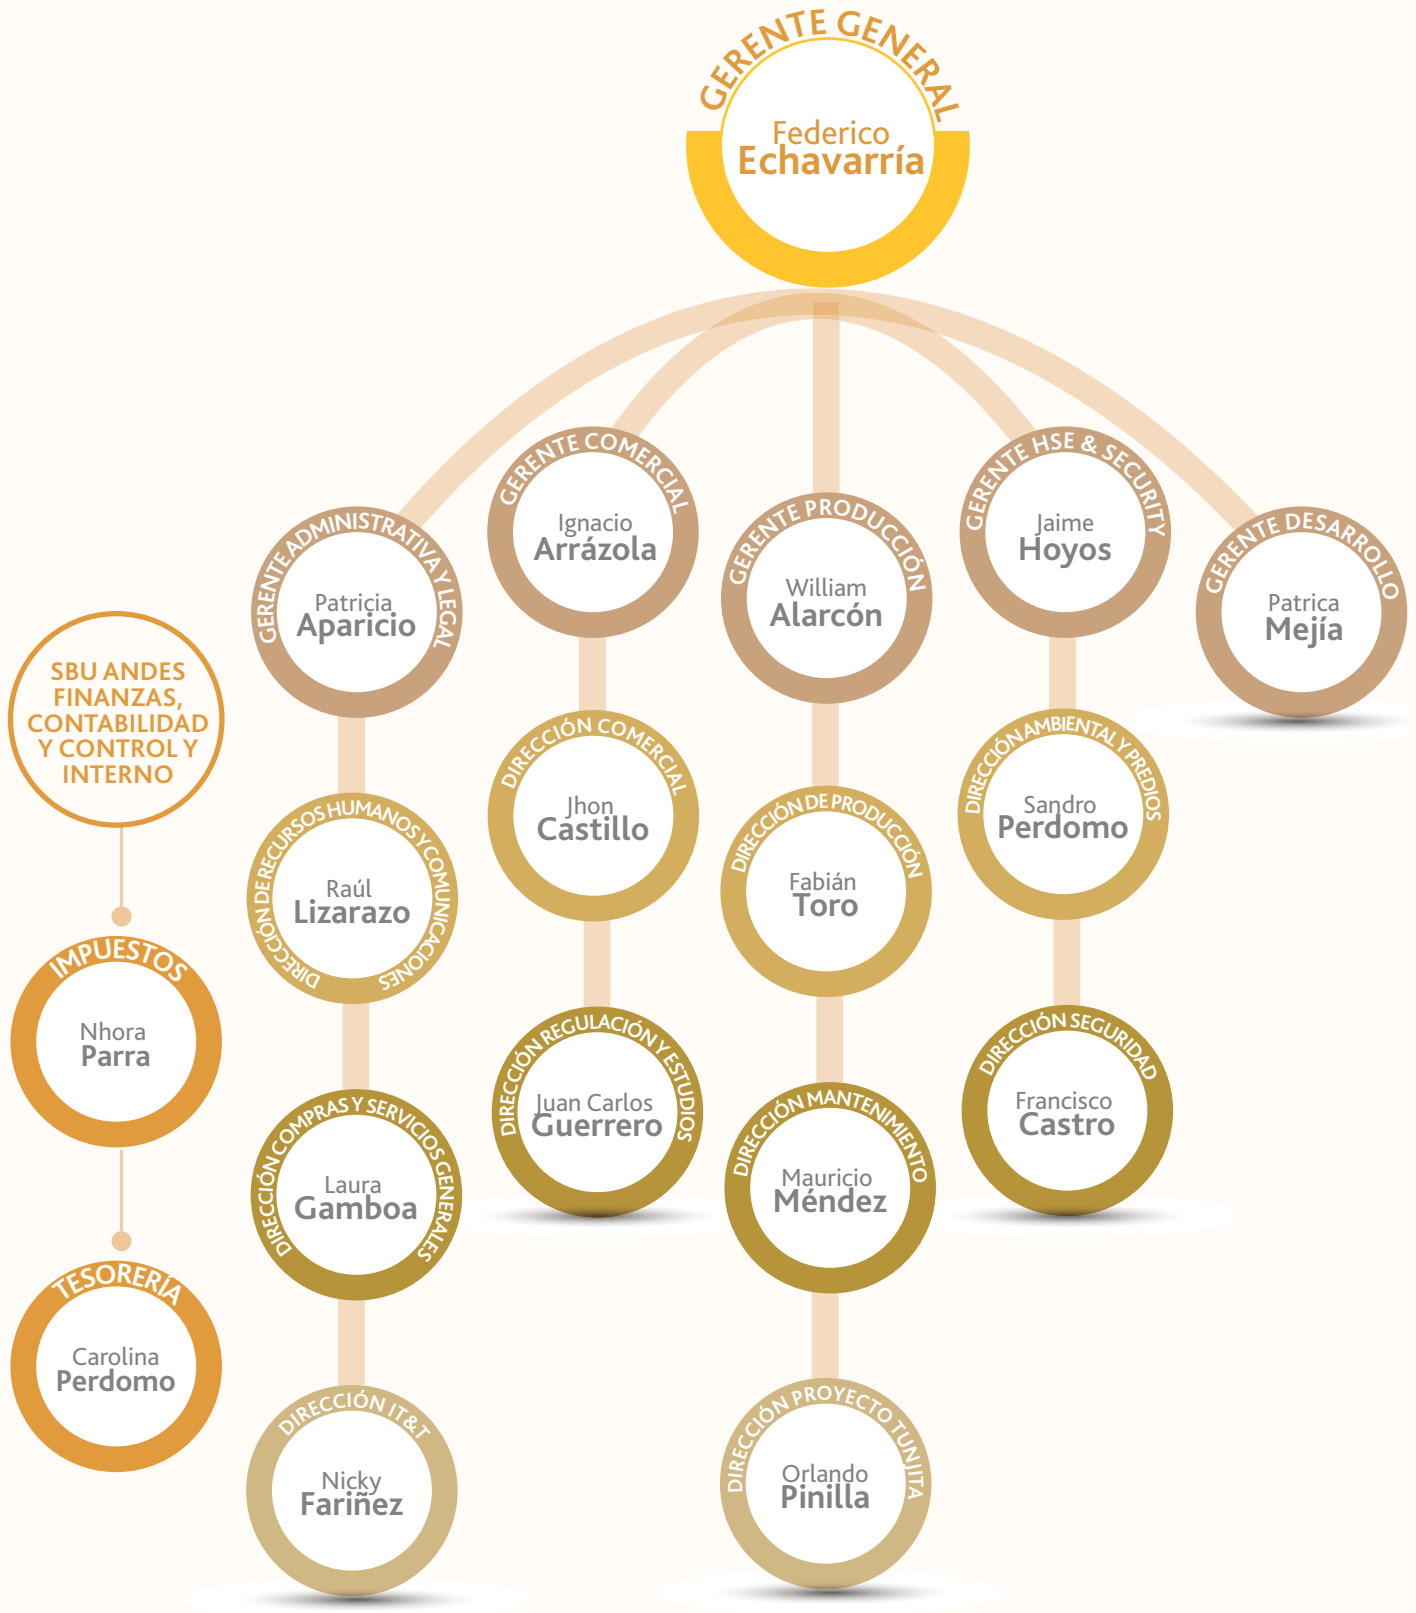 GERENTE GENERAL
Federico
Echavarría
GERENTE ADMINISTRATIVA Y LEGAL
Patricia
Aparicio
GERENTE COMERCIAL
Ignacio
Arrázola
GERENTE PRODUCCIÓN
William
Alarcón
GERENTE HSE & SECURITY
Jaime
Hoyos
GERENTE DESARROLLO
Patrica
Mejía
SBU ANDES
FINANZAS,
CONTABILIDAD
Y CONTROL Y
INTERNO
IMPUESTOS
Nhora
Parra
TESORERÍA
Carolina
Perdomo
DIRECCIÓN DE RECURSOS HUMANOS Y COMUNICACIONES
Raúl
Lizarazo
DIRECCIÓN COMPRAS Y SERVICIOS GENERALES
Laura
Gamboa
DIRECCIÓN IT&T
Nicky
Fariñez
DIRECCIÓN COMERCIAL
Jhon
Castillo
DIRECCIÓN REGULACIÓN Y ESTUDIOS
Juan Carlos
Guerrero
DIRECCIÓN DE PRODUCCIÓN
Fabián
Toro
DIRECCIÓN MANTENIMIENTO
Mauricio
Méndez
DIRECCIÓN PROYECTO TUNJITA
Orlando
Pinilla
DIRECCIÓN AMBIENTAL Y PREDIOS
Sandro
Perdomo
DIRECCIÓN SEGURIDAD
Francisco
Castro